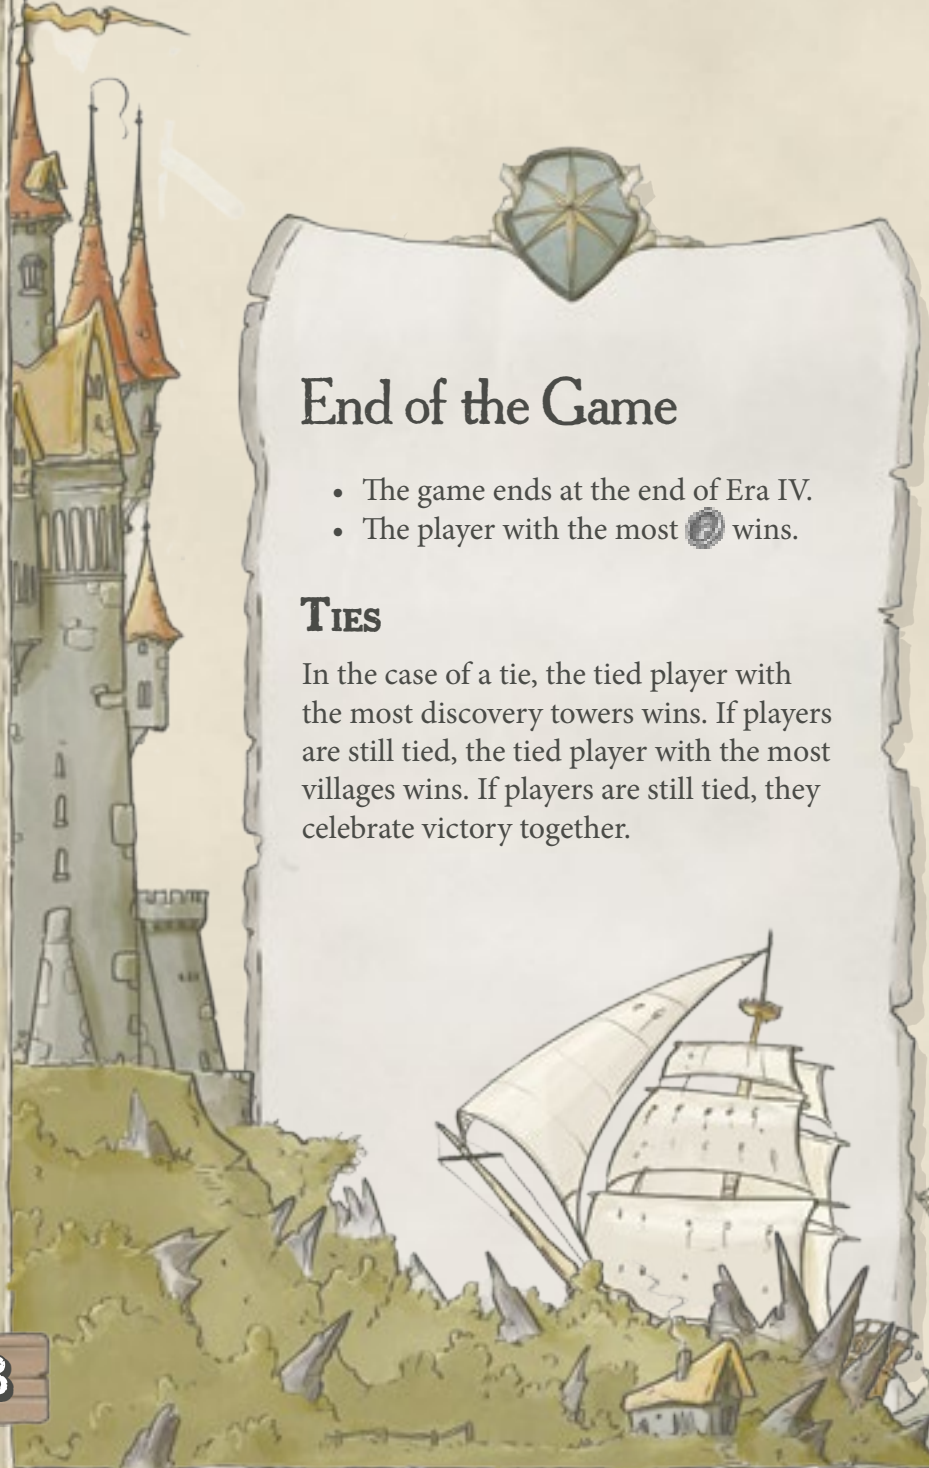 End of the Game
• The game ends at the end of Era IV.
• The player with the most wins.
Ties
In the case of a tie, the tied player with
the most discovery towers wins. If players
are still tied, the tied player with the most
villages wins. If players are still tied, they
celebrate victory together.